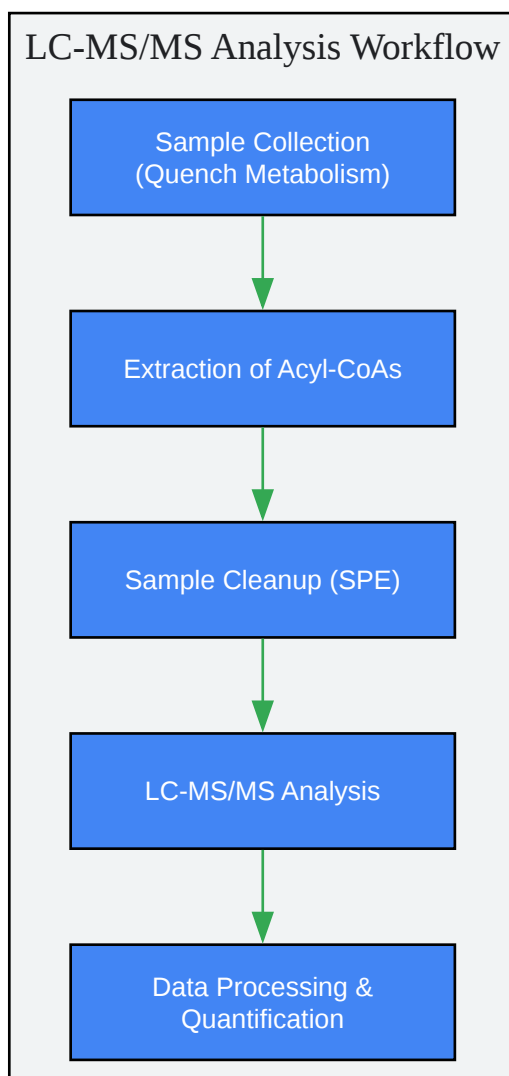 LC-MS/MS Analysis Workflow
Sample Collection
(Quench Metabolism)
Extraction of Acyl-CoAs
Sample Cleanup (SPE)
LC-MS/MS Analysis
Data Processing &
Quantification